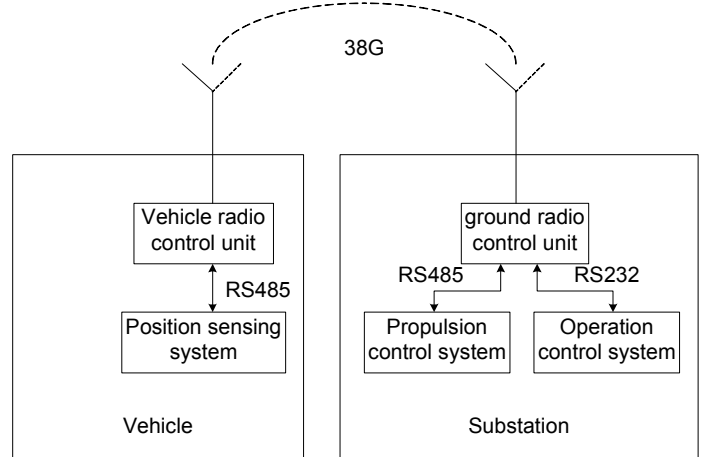 38G
Vehicle radio
control unit
RS485
Position sensing
system
Vehicle
ground radio
control unit
RS485
RS232
Propulsion
control system
Operation
control system
Substation